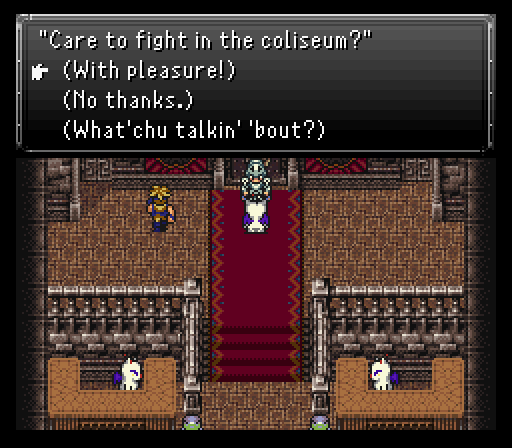 "Care to fight in the coliseum?"
(With pleasure!)
(No thanks.)
(What'chu talkin' 'bout?)